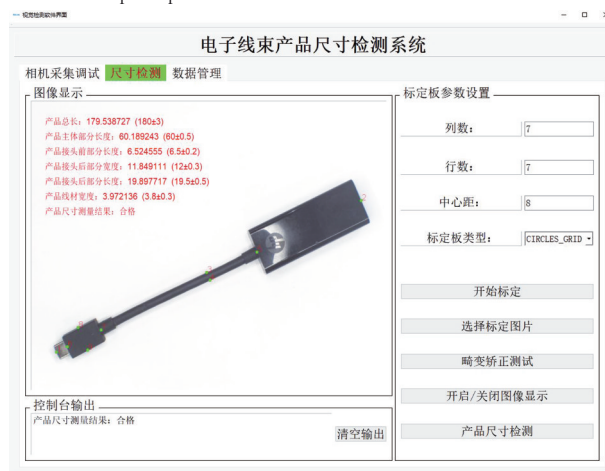 视觉检测软件界面
电子线束产品尺寸检测系统
相机采集调试 尺寸检测 数据管理
图像显示
产品总长：179.538727 (180±3)
产品主体部分长度：60.189243 (60±0.5)
产品接头前部分长度：6.524555 (6.5±0.2)
产品接头后部分宽度：11.849111 (12±0.3)
产品接头后部分长度：19.897717 (19.5±0.5)
产品线材宽度：3.972136 (3.8±0.3)
产品尺寸测量结果：合格
控制台输出
产品尺寸测量结果：合格
清空输出
标定板参数设置
列数： 7
行数： 7
中心距： 8
标定板类型： CIRCLES_GRID
开始标定
选择标定图片
畸变矫正测试
开启/关闭图像显示
产品尺寸检测